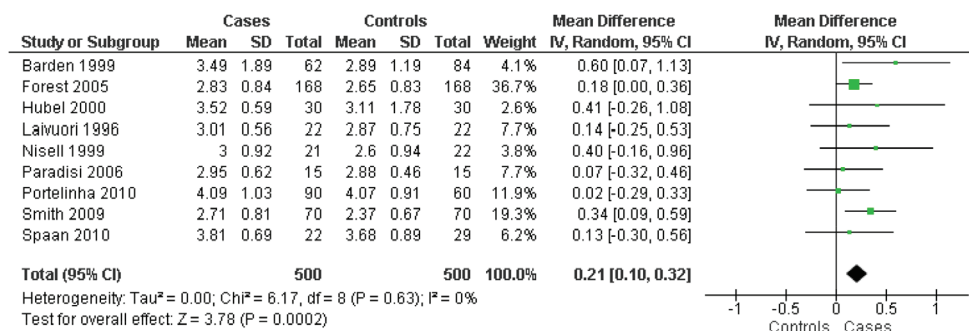 Cases Controls Mean Difference Mean Difference
Study or Subgroup Mean SD Total Mean SD Total Weight IV, Random, 95% CI IV, Random, 95% CI
Barden 1999 3.49 1.89 62 2.89 1.19 84 4.1% 0.60 [0.07, 1.13]
Forest 2005 2.83 0.84 168 2.65 0.83 168 36.7% 0.18 [0.00, 0.36]
Hubel 2000 3.52 0.59 30 3.11 1.78 30 2.6% 0.41 [-0.26, 1.08]
Laivuori 1996 3.01 0.56 22 2.87 0.75 22 7.7% 0.14 [-0.25, 0.53]
Nisell 1999 3 0.92 21 2.6 0.94 22 3.8% 0.40 [-0.16, 0.96]
Paradisi 2006 2.95 0.62 15 2.88 0.46 15 7.8% 0.07 [-0.32, 0.46]
Portelinha 2010 4.09 1.03 90 4.07 0.91 60 11.9% 0.02 [-0.29, 0.33]
Smith 2009 2.71 0.81 70 2.37 0.67 70 19.3% 0.34 [0.09, 0.59]
Spaan 2010 3.81 0.69 22 3.68 0.89 29 6.2% 0.13 [-0.30, 0.56]
Total (95% CI) 500 500 100.0% 0.21 [0.10, 0.32]
Heterogeneity: Tau² = 0.00; Chi² = 6.17, df = 8 (P = 0.63); I² = 0%
Test for overall effect: Z = 3.78 (P = 0.0002)
-1 -0.5 0 0.5 1
Controls Cases